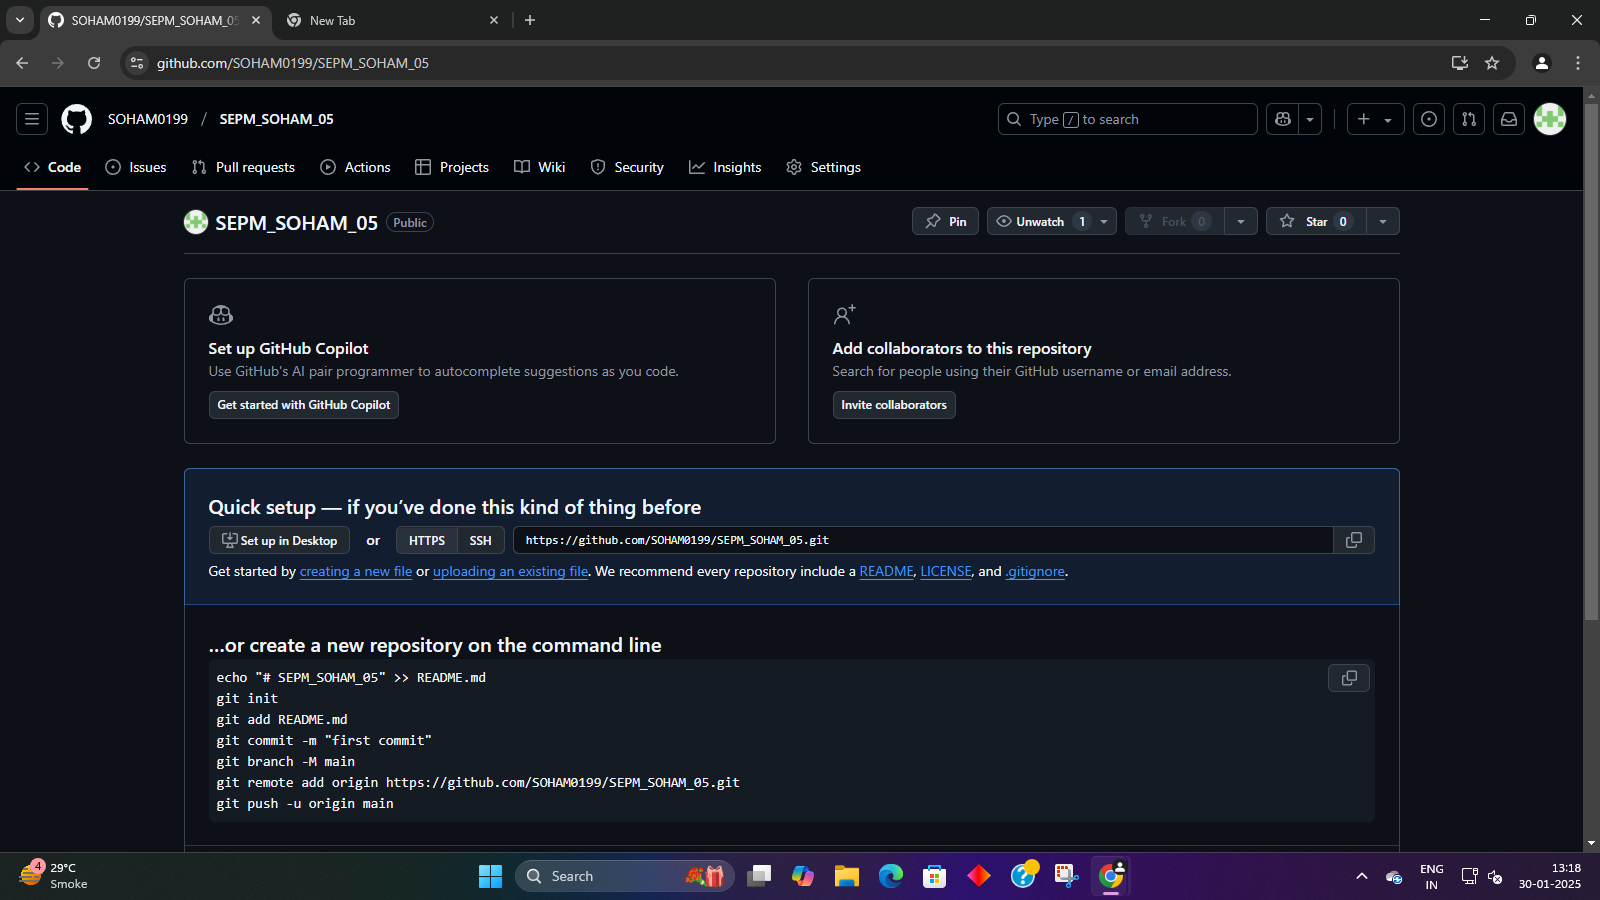 SOHAM0199/SEPM_SOHAM_05
New Tab
github.com/SOHAM0199/SEPM_SOHAM_05
SOHAM0199 / SEPM_SOHAM_05
Type / to search
Code
Issues
Pull requests
Actions
Projects
Wiki
Security
Insights
Settings
SEPM_SOHAM_05 Public
Pin
Unwatch 1
Fork 0
Star 0
Set up GitHub Copilot
Use GitHub's AI pair programmer to autocomplete suggestions as you code.
Get started with GitHub Copilot
Add collaborators to this repository
Search for people using their GitHub username or email address.
Invite collaborators
Quick setup — if you’ve done this kind of thing before
Set up in Desktop or HTTPS SSH https://github.com/SOHAM0199/SEPM_SOHAM_05.git
Get started by creating a new file or uploading an existing file. We recommend every repository include a README, LICENSE, and .gitignore.
…or create a new repository on the command line
echo "# SEPM_SOHAM_05" >> README.md
git init
git add README.md
git commit -m "first commit"
git branch -M main
git remote add origin https://github.com/SOHAM0199/SEPM_SOHAM_05.git
git push -u origin main
4
29°C
Smoke
Search
ENG
IN
13:18
30-01-2025